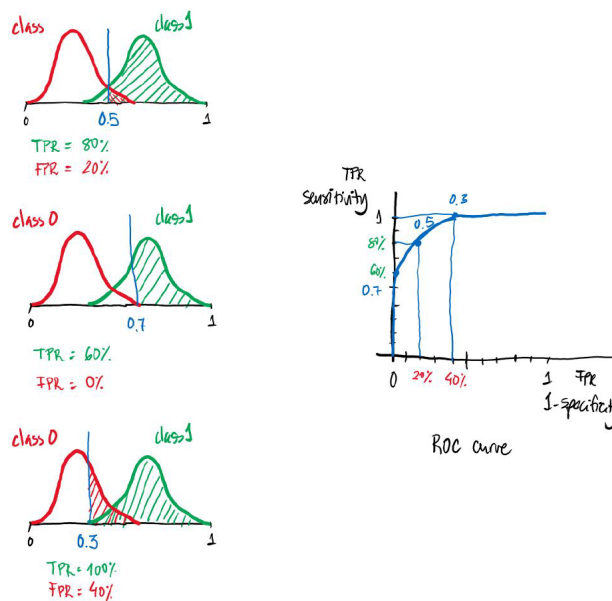 class class1
0 0.5 1
TPR = 80%
FPR = 20%
class 0 class1
0 0.7 1
TPR = 60%
FPR = 0%
class 0 class1
0 0.3 1
TPR = 100%
FPR = 40%
TPR
sensitivity
0.3
1
0.5
80%
60%
0.7
0 20% 40% 1 FPR
1-specificity
ROC curve